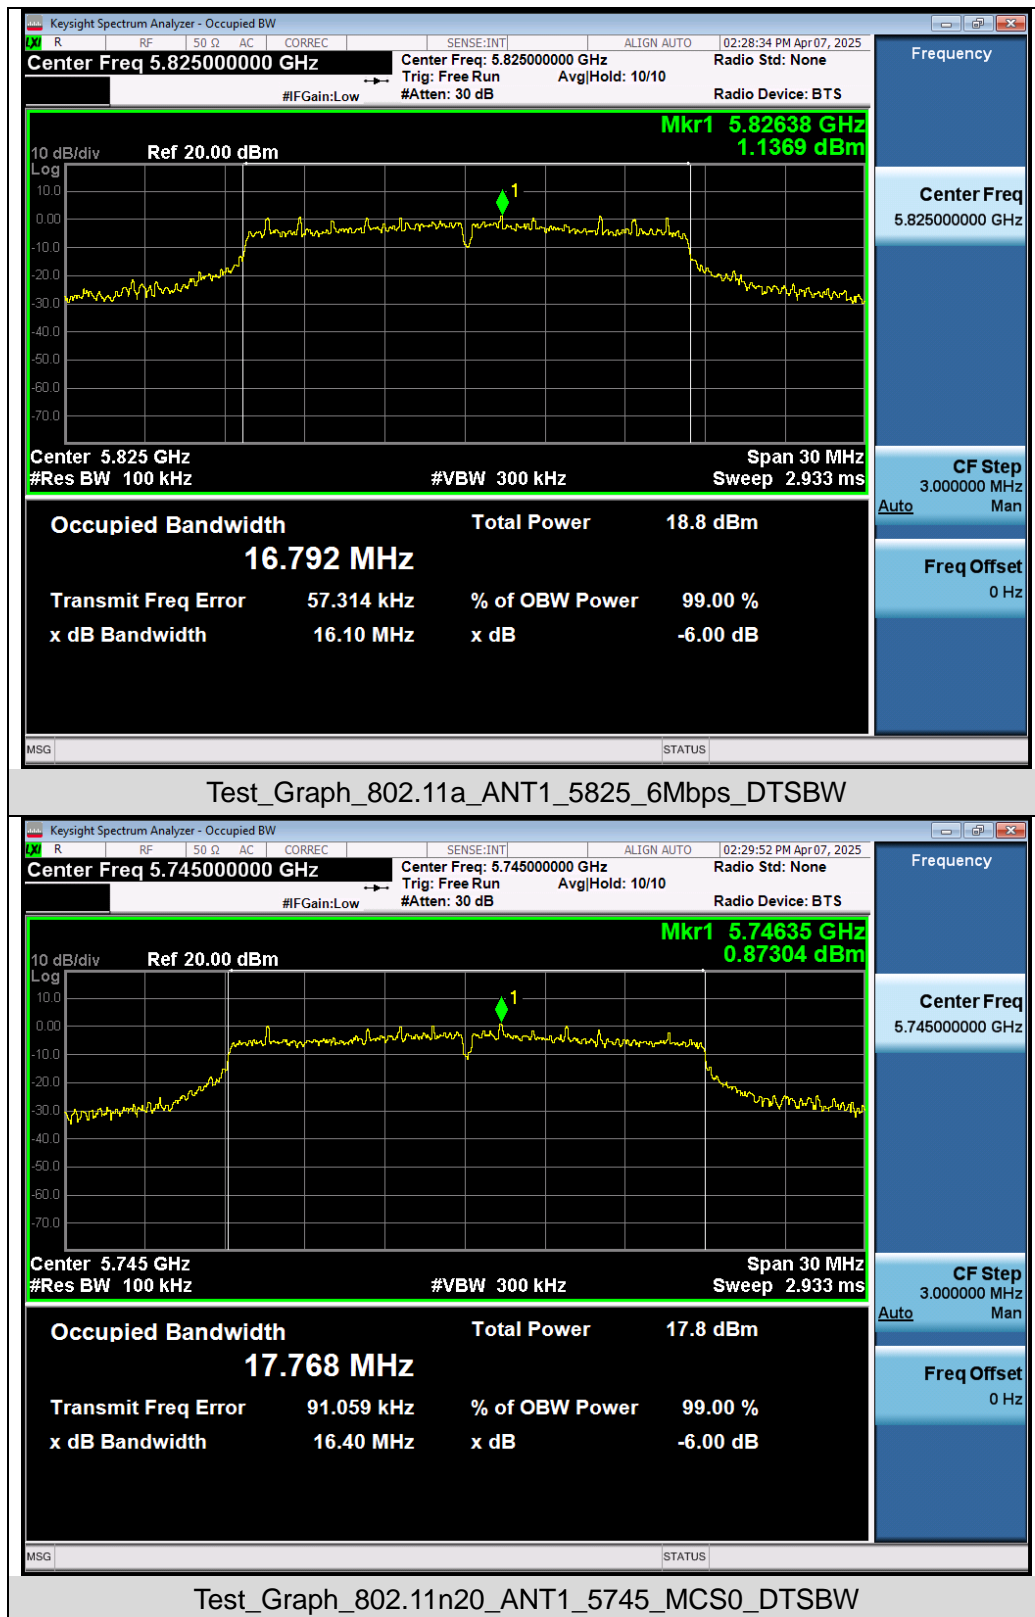 Keysight Spectrum Analyzer - Occupied BW
LXI R RF 50 Ω AC CORREC SENSE:INT ALIGN AUTO 02:28:34 PM Apr 07, 2025
Center Freq 5.825000000 GHz
Center Freq: 5.825000000 GHz Radio Std: None
Trig: Free Run Avg|Hold: 10/10
#IFGain:Low #Atten: 30 dB Radio Device: BTS
Mkr1 5.82638 GHz
1.1369 dBm
10 dB/div Ref 20.00 dBm
Log
10.0
0.00
-10.0
-20.0
-30.0
-40.0
-50.0
-60.0
-70.0
1
Center 5.825 GHz Span 30 MHz
#Res BW 100 kHz #VBW 300 kHz Sweep 2.933 ms
Occupied Bandwidth Total Power 18.8 dBm
16.792 MHz
Transmit Freq Error 57.314 kHz % of OBW Power 99.00 %
x dB Bandwidth 16.10 MHz x dB -6.00 dB
MSG STATUS
Frequency
Center Freq
5.825000000 GHz
CF Step
3.000000 MHz
Auto Man
Freq Offset
0 Hz
Test_Graph_802.11a_ANT1_5825_6Mbps_DTSBW
Keysight Spectrum Analyzer - Occupied BW
LXI R RF 50 Ω AC CORREC SENSE:INT ALIGN AUTO 02:29:52 PM Apr 07, 2025
Center Freq 5.745000000 GHz
Center Freq: 5.745000000 GHz Radio Std: None
Trig: Free Run Avg|Hold: 10/10
#IFGain:Low #Atten: 30 dB Radio Device: BTS
Mkr1 5.74635 GHz
0.87304 dBm
10 dB/div Ref 20.00 dBm
Log
10.0
0.00
-10.0
-20.0
-30.0
-40.0
-50.0
-60.0
-70.0
1
Center 5.745 GHz Span 30 MHz
#Res BW 100 kHz #VBW 300 kHz Sweep 2.933 ms
Occupied Bandwidth Total Power 17.8 dBm
17.768 MHz
Transmit Freq Error 91.059 kHz % of OBW Power 99.00 %
x dB Bandwidth 16.40 MHz x dB -6.00 dB
MSG STATUS
Frequency
Center Freq
5.745000000 GHz
CF Step
3.000000 MHz
Auto Man
Freq Offset
0 Hz
Test_Graph_802.11n20_ANT1_5745_MCS0_DTSBW